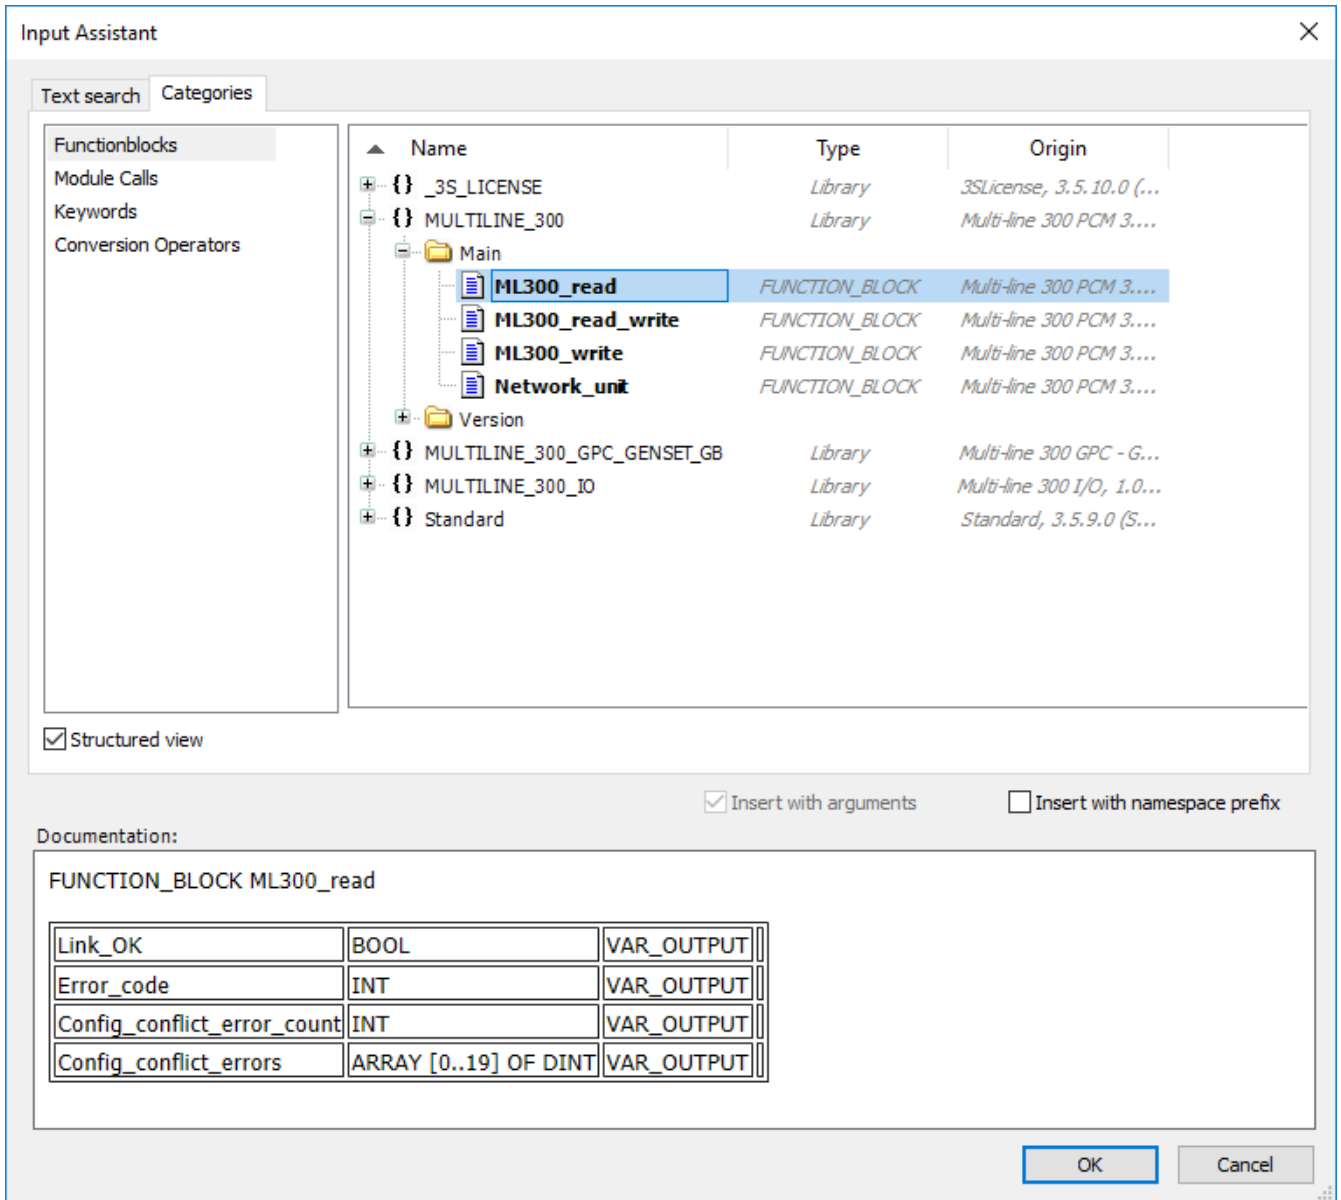 Input Assistant
Text search Categories
Functionblocks
Module Calls
Keywords
Conversion Operators
Name Type Origin
_3S_LICENSE Library 3SLicense, 3.5.10.0 (...
MULTILINE_300 Library Multi-line 300 PCM 3....
Main
ML300_read FUNCTION_BLOCK Multi-line 300 PCM 3....
ML300_read_write FUNCTION_BLOCK Multi-line 300 PCM 3....
ML300_write FUNCTION_BLOCK Multi-line 300 PCM 3....
Network_unit FUNCTION_BLOCK Multi-line 300 PCM 3....
Version
MULTILINE_300_GPC_GENSET_GB Library Multi-line 300 GPC - G...
MULTILINE_300_IO Library Multi-line 300 I/O, 1.0...
Standard Library Standard, 3.5.9.0 (S...
Structured view
Insert with arguments Insert with namespace prefix
Documentation:
FUNCTION_BLOCK ML300_read
Link_OK BOOL VAR_OUTPUT
Error_code INT VAR_OUTPUT
Config_conflict_error_count INT VAR_OUTPUT
Config_conflict_errors ARRAY [0..19] OF DINT VAR_OUTPUT
OK Cancel